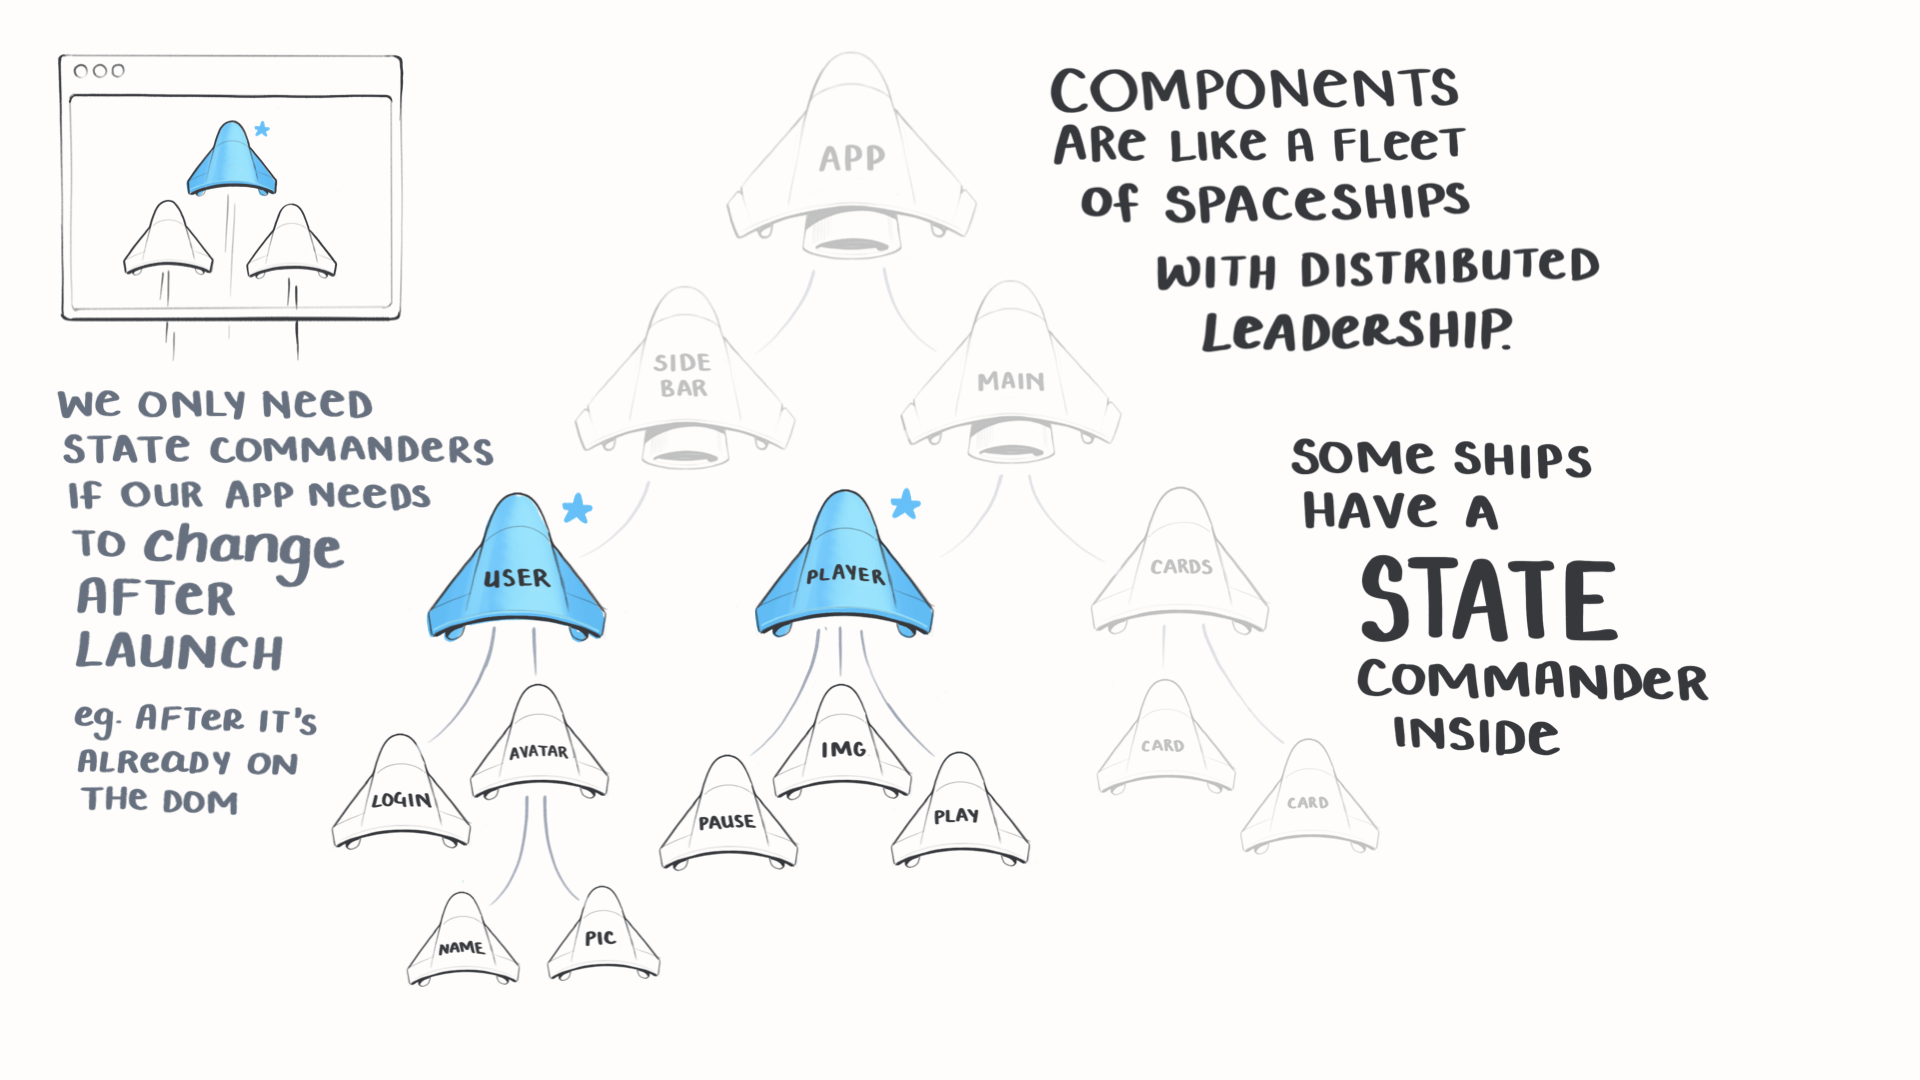 COMPONENTS
ARE LIKE A FLEET
OF SPACESHIPS
WITH DISTRIBUTED
LEADERSHIP.
APP
SIDE
BAR
MAIN
WE ONLY NEED
STATE COMMANDERS
IF OUR APP NEEDS
TO change
AFTER
LAUNCH
eg. AFTER IT'S
ALREADY ON
THE DOM
SOME SHIPS
HAVE A
STATE
COMMANDER
INSIDE
USER
PLAYER
CARDS
LOGIN
AVATAR
PAUSE
IMG
PLAY
CARD
CARD
NAME
PIC